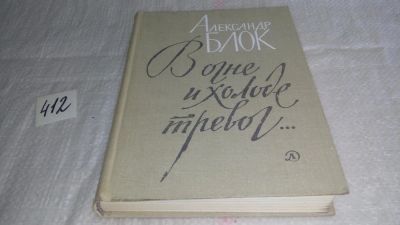 Александр
БЛОК
В огне
и холоде
тревог...
412